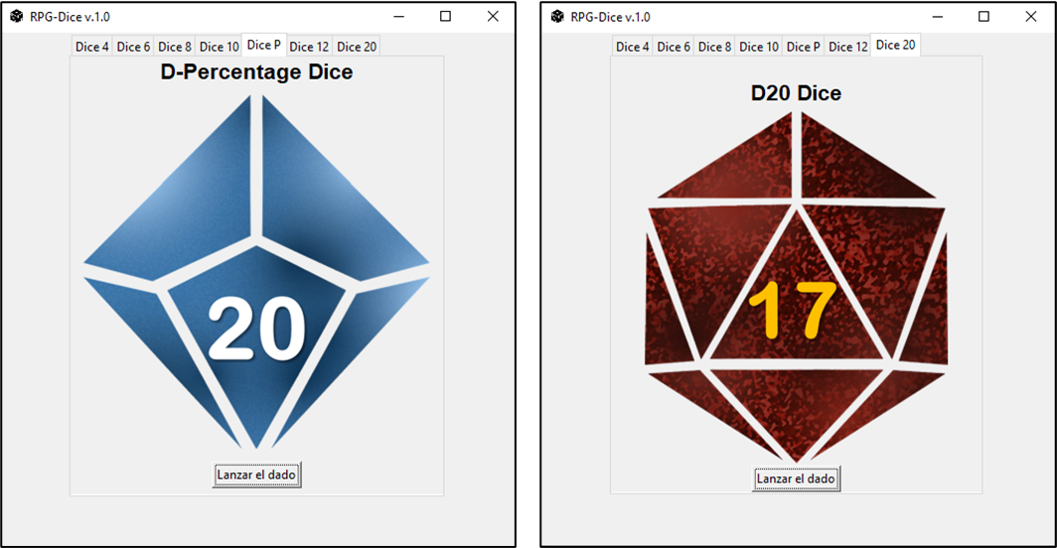 RPG-Dice v.1.0
Dice 4 Dice 6 Dice 8 Dice 10 Dice P Dice 12 Dice 20
D-Percentage Dice
20
Lanzar el dado
RPG-Dice v.1.0
Dice 4 Dice 6 Dice 8 Dice 10 Dice P Dice 12 Dice 20
D20 Dice
17
Lanzar el dado